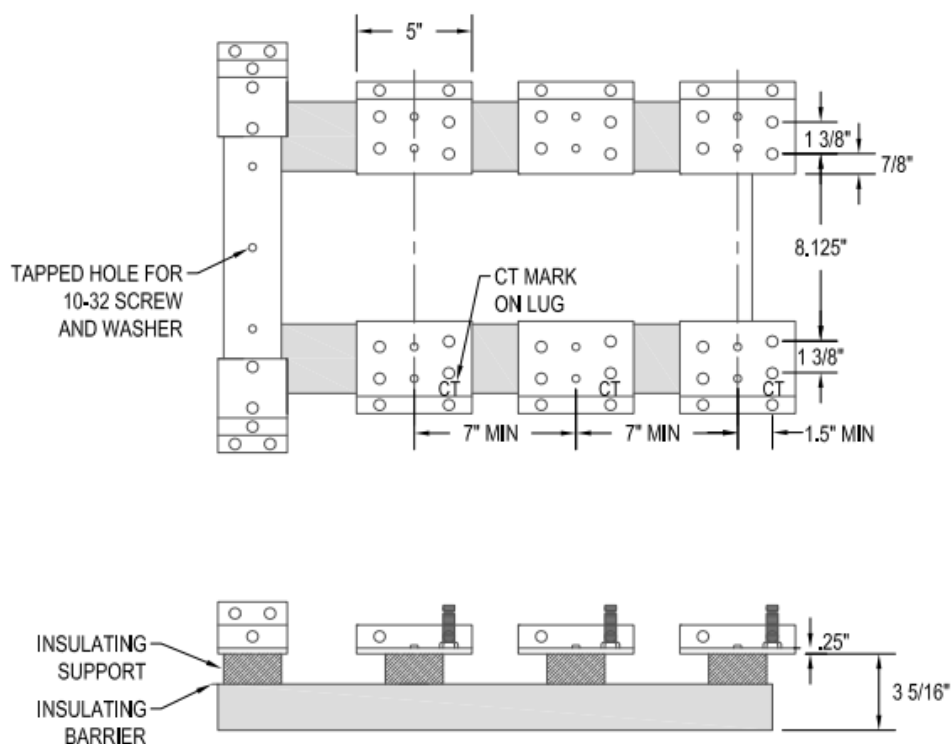 5"
1 3/8"
7/8"
8.125"
TAPPED HOLE FOR
10-32 SCREW
AND WASHER
CT MARK
ON LUG
1 3/8"
CT
CT
CT
7" MIN
7" MIN
1.5" MIN
INSULATING
SUPPORT
.25"
INSULATING
BARRIER
3 5/16"